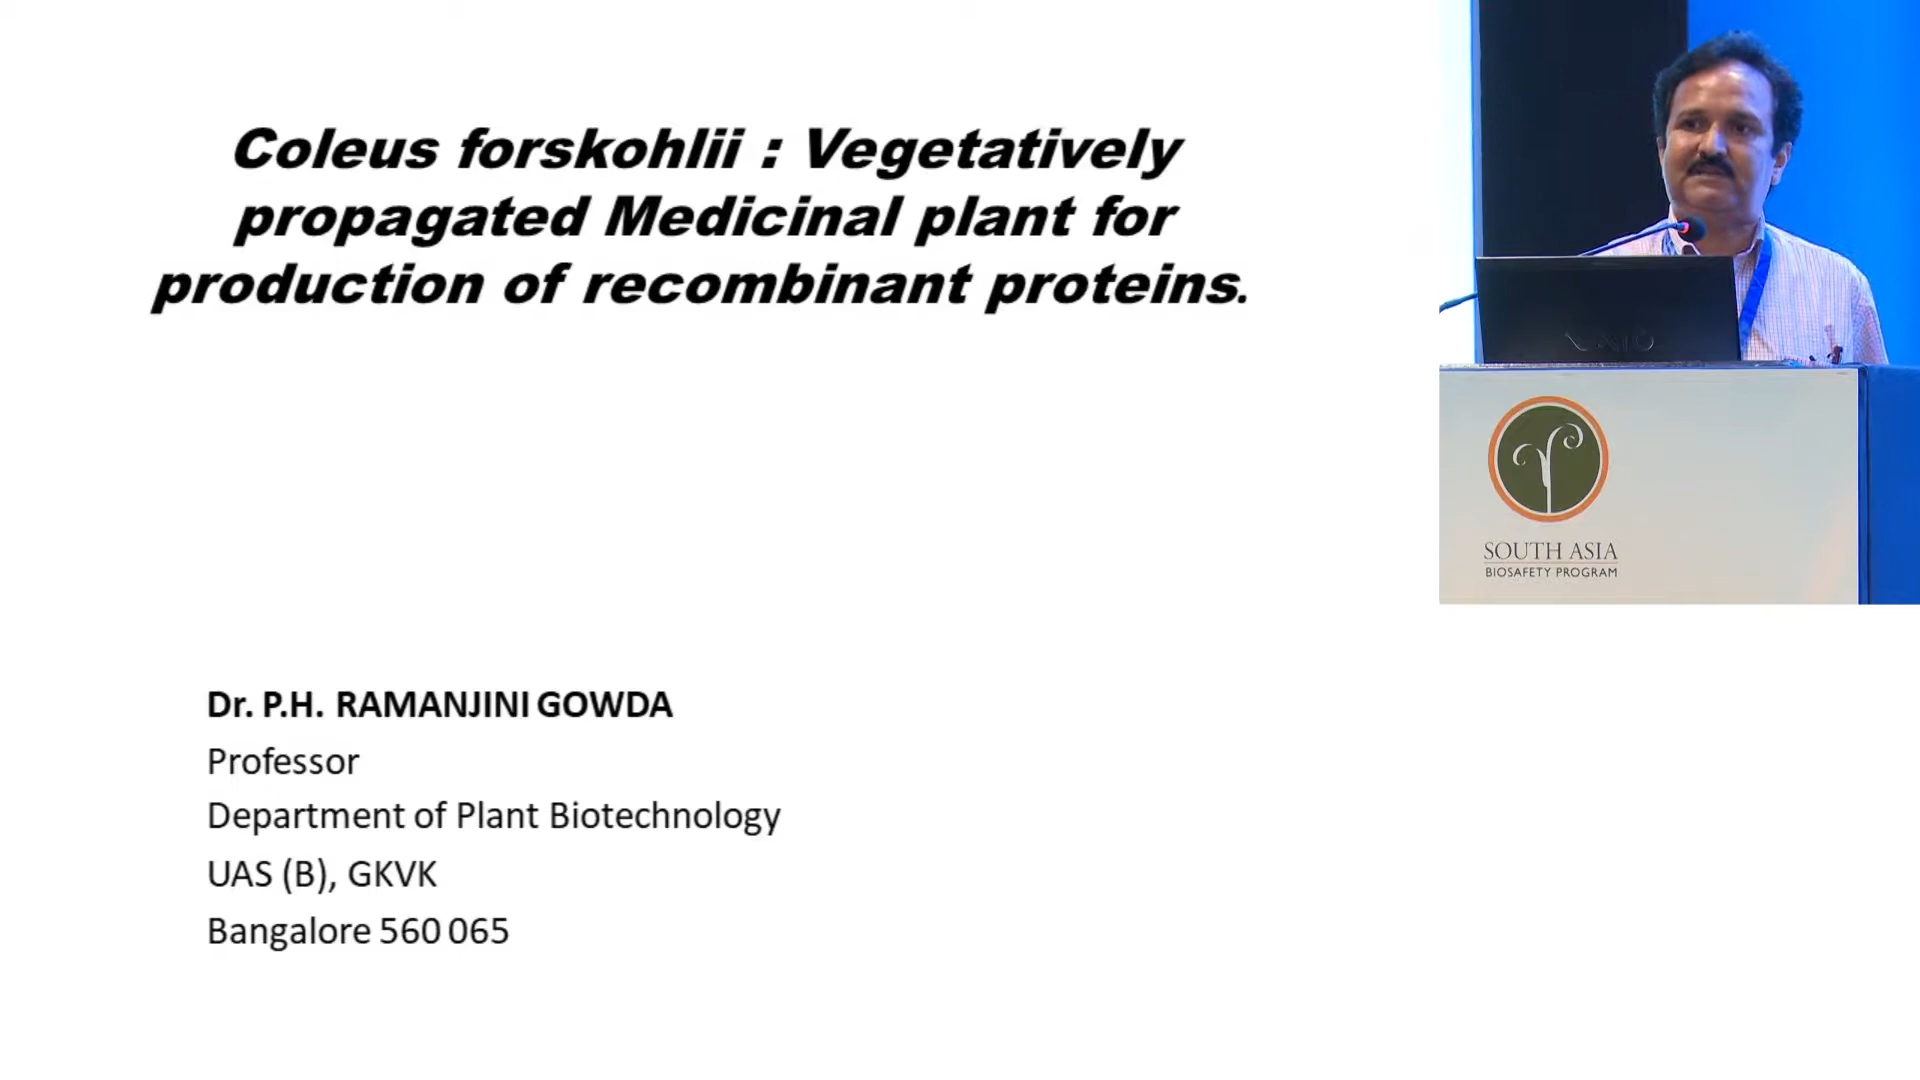 Coleus forskohlii : Vegetatively
propagated Medicinal plant for
production of recombinant proteins.
VAIO
SOUTH ASIA
BIOSAFETY PROGRAM
Dr. P.H. RAMANJINI GOWDA
Professor
Department of Plant Biotechnology
UAS (B), GKVK
Bangalore 560 065